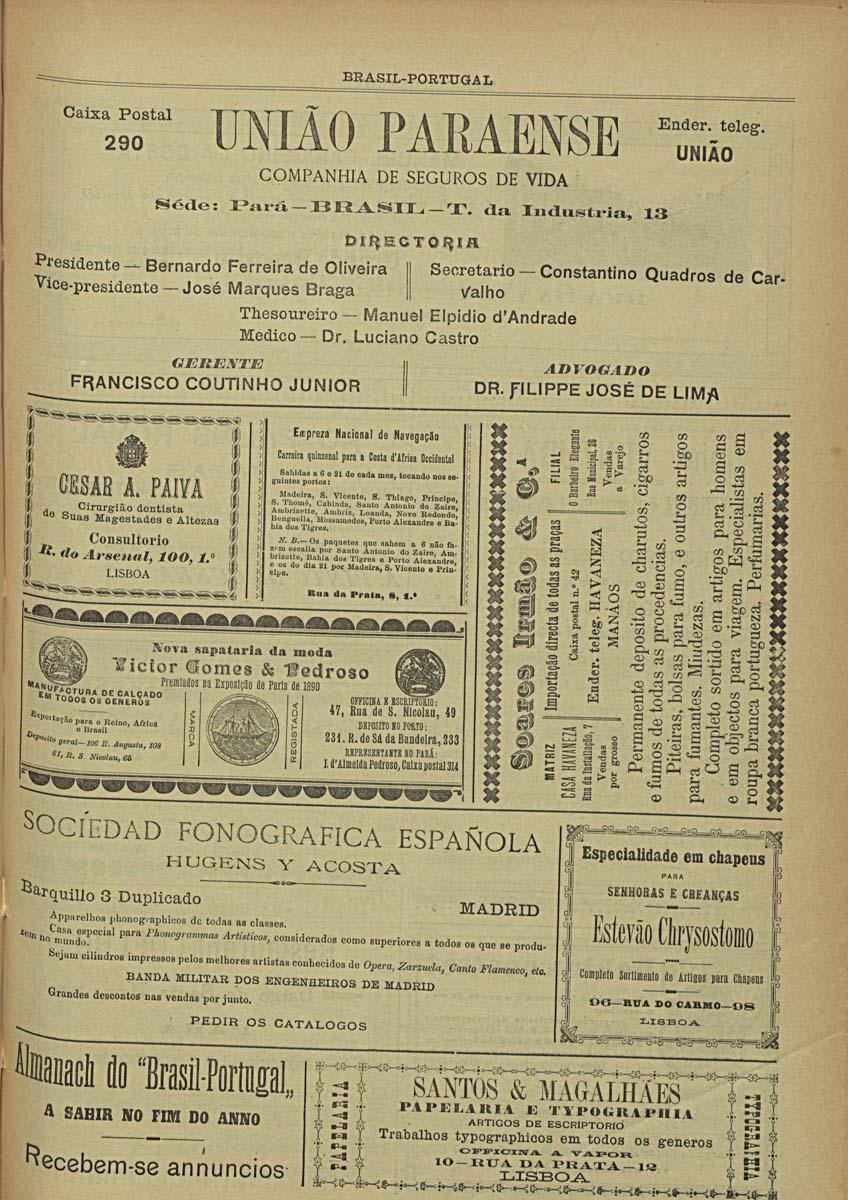 BRASIL-PORTUGAL
Caixa Postal
290
UNIÃO PARAENSE
Ender. teleg.
UNIÃO
COMPANHIA DE SEGUROS DE VIDA
Séde: Pará — BRASIL — T. da Industria, 13
DIRECTORIA
Presidente — Bernardo Ferreira de Oliveira
Vice-presidente — José Marques Braga
Secretario — Constantino Quadros de Car-
valho
Thesoureiro — Manuel Elpidio d'Andrade
Medico — Dr. Luciano Castro
GERENTE
FRANCISCO COUTINHO JUNIOR
ADVOGADO
DR. FILIPPE JOSÉ DE LIMA
CESAR A. PAIVA
Cirurgião dentista
de Suas Magestades e Altezas
Consultorio
R. do Arsenal, 100, 1.º
LISBOA
Empreza Nacional de Navegação
Carreira quinzenal para a Costa d'Africa Occidental
Sahidas a 6 e 21 de cada mez, tocando nos se-
guintes portos:
Madeira, S. Vicente, S. Thiago, Principe,
S. Thomé, Cabinda, Santo Antonio do Zaire,
Ambrizette, Ambriz, Loanda, Novo Redondo,
Benguella, Mossamedes, Porto Alexandre e Ba-
hia dos Tigres.
N. B.— Os paquetes que sahem a 6 não fa-
zem escalla por Santo Antonio do Zaire, Am-
brizette, Bahia dos Tigres e Porto Alexandre,
e os do dia 21 por Madeira, S. Vicente e Prin-
cipe.
Rua da Prata, 8, 1.º
Soares Irmão & C.ª
MATRIZ
CASA HAVANEZA
Rua da Installação, 7
Vendas
por grosso
Importação directa de todas as praças
Caixa postal n.º 42
Ender. teleg. HAVANEZA
MANÁOS
FILIAL
O Barbeiro Elegante
Rua Municipal, 26
Vendas
a Varejo
Permanente deposito de charutos, cigarros
e fumos de todas as procedencias.
Piteiras, bolsas para fumo, e outros artigos
para fumantes. Miudezas.
Completo sortido em artigos para homens
e em objectos para viagem. Especialistas em
roupa branca portugueza. Perfumarias.
Nova sapataria da moda
Victor Gomes & Pedroso
Premiados na Exposição de Paris de 1890
MANUFACTURA DE CALÇADO
EM TODOS OS GENEROS
Exportação para o Reino, Africa
e Brasil
Deposito geral—106 R. Augusta, 108
61, R. S. Nicolau, 65
MARCA
REGISTADA
OFFICINA E ESCRIPTORIO:
47, Rua de S. Nicolau, 49
DEPOSITO NO PORTO:
231. R. de Sá da Bandeira, 233
REPRESENTANTE NO PARÁ:
J. d'Almeida Pedroso, Caixa postal 314
SOCIEDAD FONOGRAFICA ESPAÑOLA
HUGENS Y ACOSTA
Barquillo 3 Duplicado
MADRID
Apparelhos phonographicos de todas as classes.
Casa especial para Phonogrammas Artisticos, considerados como superiores a todos os que se produ-
zem no mundo.
Sejam cilindros impressos pelos melhores artistas conhecidos de Opera, Zarzuela, Canto Flamenco, etc.
BANDA MILITAR DOS ENGENHEIROS DE MADRID
Grandes descontos nas vendas por junto.
PEDIR OS CATALOGOS
Especialidade em chapeus
PARA
SENHORAS E CREANÇAS
Estevão Chrysostomo
Completo Sortimento de Artigos para Chapeus
96—RUA DO CARMO—98
LISBOA
Almanach do "Brasil-Portugal„
A SAHIR NO FIM DO ANNO
Recebem-se annuncios
PAPELARIA
SANTOS & MAGALHÃES
PAPELARIA E TYPOGRAPHIA
ARTIGOS DE ESCRIPTORIO
Trabalhos typographicos em todos os generos
OFFICINA A VAPOR
10—RUA DA PRATA—12
LISBOA
TYPOGRAPHIA